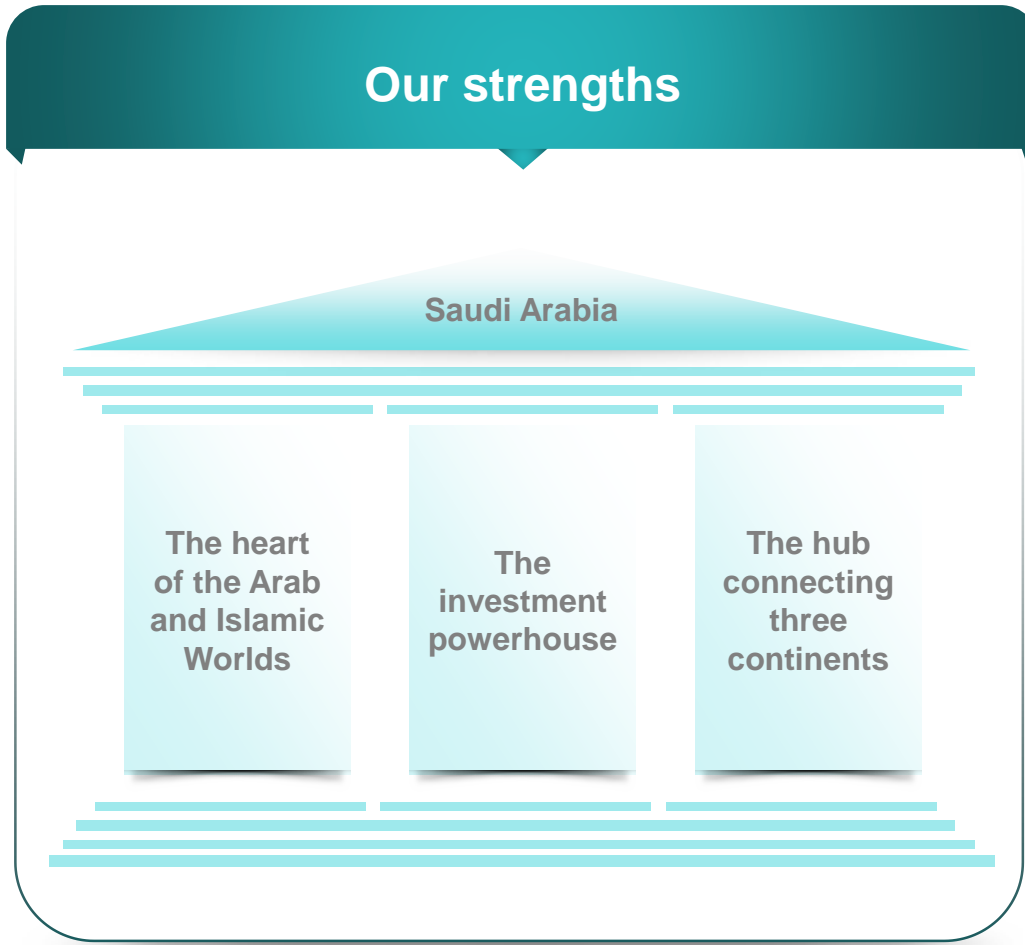 Our strengths
Saudi Arabia
The heart
of the Arab
and Islamic
Worlds
The
investment
powerhouse
The hub
connecting
three
continents